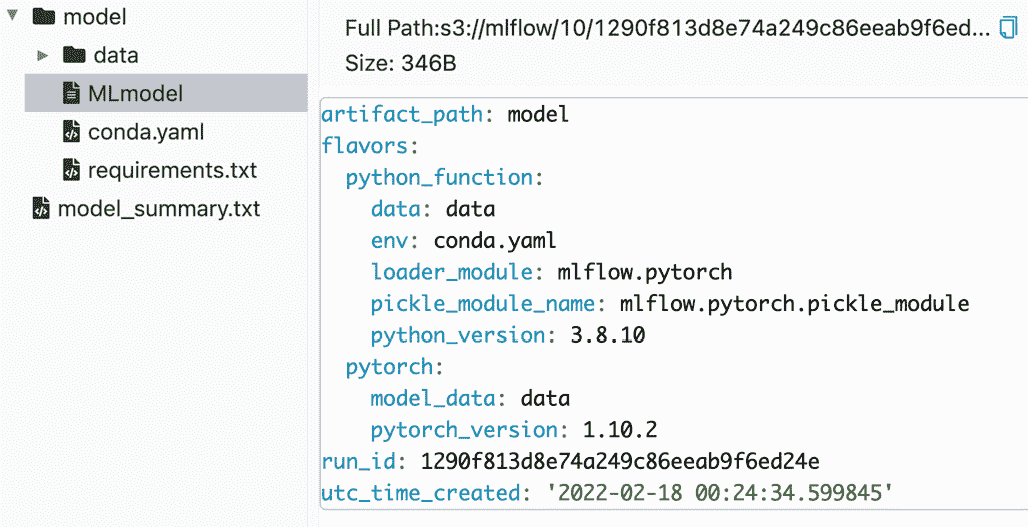 model
data
MLmodel
conda.yaml
requirements.txt
model_summary.txt
Full Path:s3://mlflow/10/1290f813d8e74a249c86eeab9f6ed...
Size: 346B
artifact_path: model
flavors:
  python_function:
    data: data
    env: conda.yaml
    loader_module: mlflow.pytorch
    pickle_module_name: mlflow.pytorch.pickle_module
    python_version: 3.8.10
  pytorch:
    model_data: data
    pytorch_version: 1.10.2
run_id: 1290f813d8e74a249c86eeab9f6ed24e
utc_time_created: '2022-02-18 00:24:34.599845'